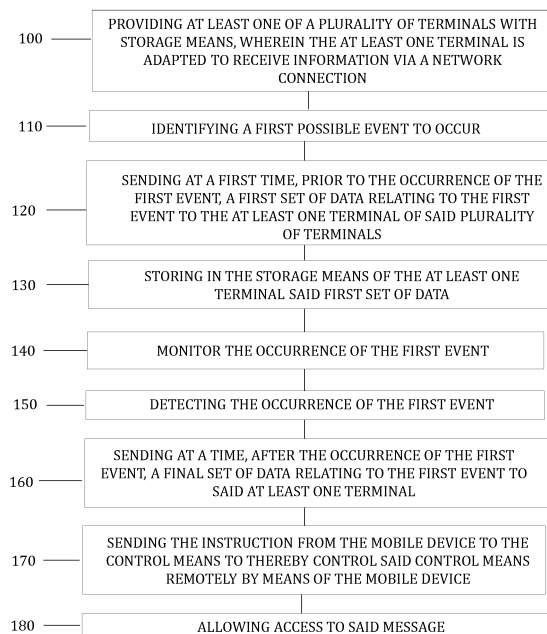 100
PROVIDING AT LEAST ONE OF A PLURALITY OF TERMINALS WITH
STORAGE MEANS, WHEREIN THE AT LEAST ONE TERMINAL IS
ADAPTED TO RECEIVE INFORMATION VIA A NETWORK
CONNECTION
110
IDENTIFYING A FIRST POSSIBLE EVENT TO OCCUR
120
SENDING AT A FIRST TIME, PRIOR TO THE OCCURRENCE OF THE
FIRST EVENT, A FIRST SET OF DATA RELATING TO THE FIRST
EVENT TO THE AT LEAST ONE TERMINAL OF SAID PLURALITY
OF TERMINALS
130
STORING IN THE STORAGE MEANS OF THE AT LEAST ONE
TERMINAL SAID FIRST SET OF DATA
140
MONITOR THE OCCURRENCE OF THE FIRST EVENT
150
DETECTING THE OCCURRENCE OF THE FIRST EVENT
160
SENDING AT A TIME, AFTER THE OCCURRENCE OF THE FIRST
EVENT, A FINAL SET OF DATA RELATING TO THE FIRST EVENT TO
SAID AT LEAST ONE TERMINAL
170
SENDING THE INSTRUCTION FROM THE MOBILE DEVICE TO THE
CONTROL MEANS TO THEREBY CONTROL SAID CONTROL MEANS
REMOTELY BY MEANS OF THE MOBILE DEVICE
180
ALLOWING ACCESS TO SAID MESSAGE